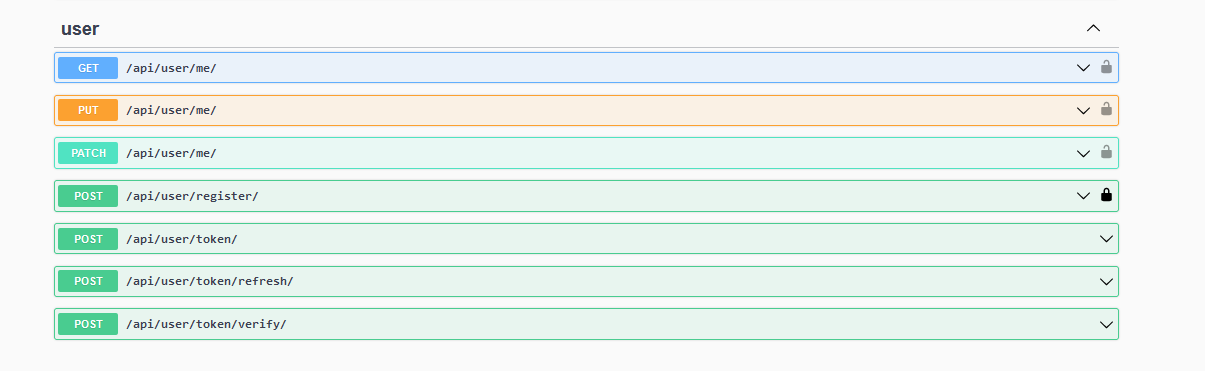 user
GET /api/user/me/
PUT /api/user/me/
PATCH /api/user/me/
POST /api/user/register/
POST /api/user/token/
POST /api/user/token/refresh/
POST /api/user/token/verify/